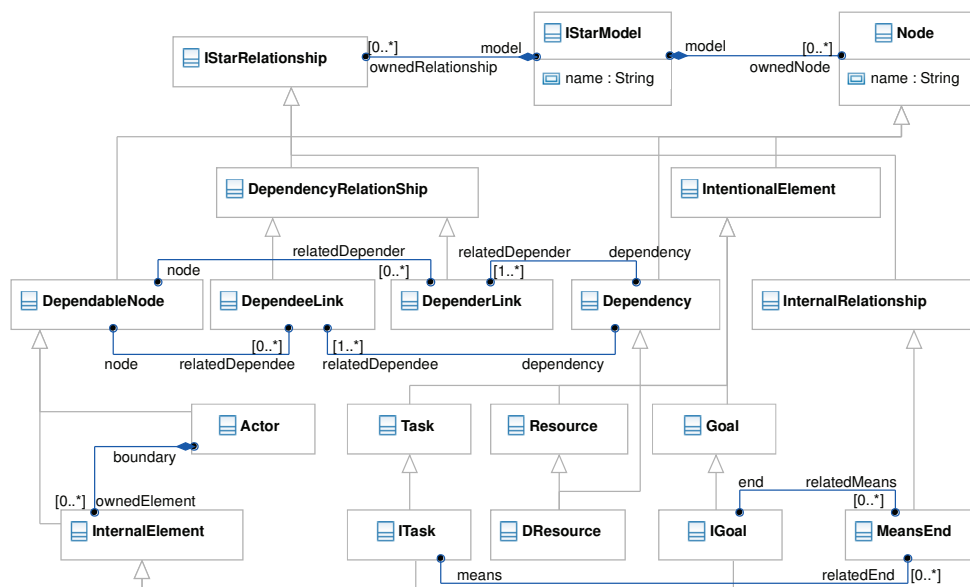 [0..*] model IStarModel model [0..*] Node
IStarRelationship
ownedRelationship ownedNode
name : String name : String
DependencyRelationShip IntentionalElement
relatedDepender relatedDepender dependency
node [0..*] [1..*]
DependableNode DependeeLink DependerLink Dependency InternalRelationship
[0..*] [1..*]
node relatedDependee relatedDependee dependency
Actor Task Resource Goal
boundary
end relatedMeans
[0..*] ownedElement [0..*]
InternalElement ITask DResource IGoal MeansEnd
means relatedEnd [0..*]